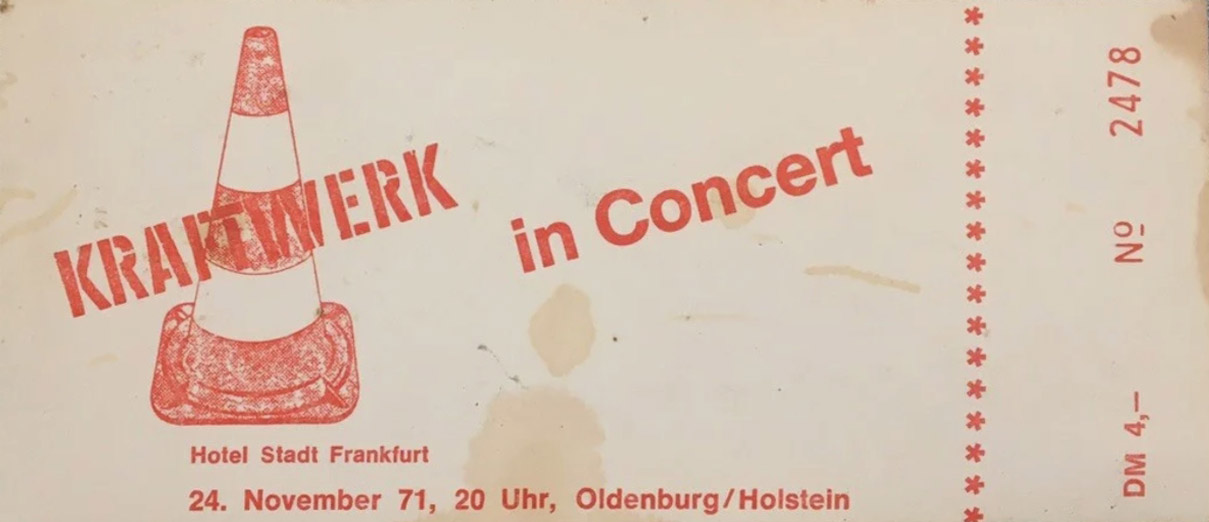 KRAFTWERK in Concert
Hotel Stadt Frankfurt
24. November 71, 20 Uhr, Oldenburg/Holstein
DM 4,— Nº 2478